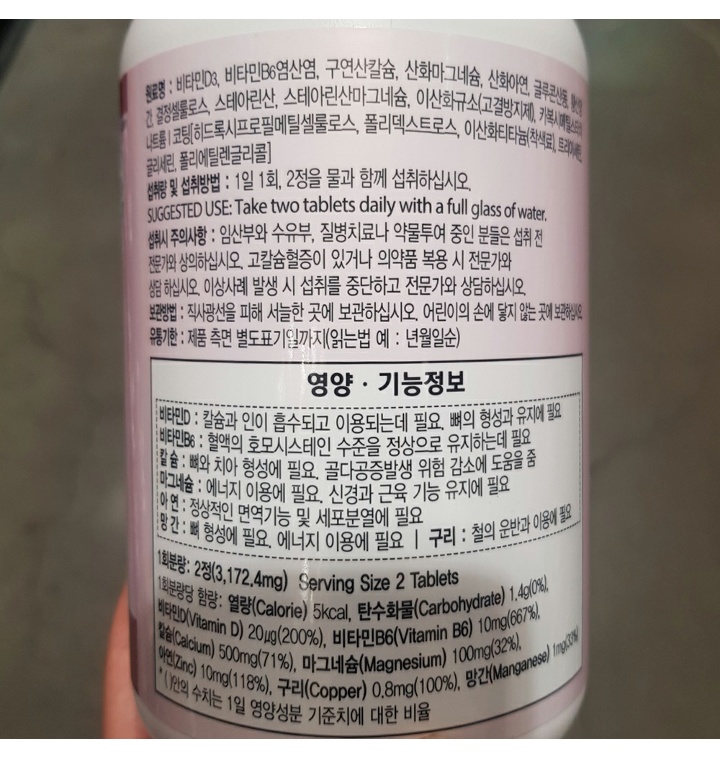 원료명 : 비타민D3, 비타민B6염산염, 구연산칼슘, 산화마그네슘, 산화아연, 글루콘산동,
간, 결정셀룰로스, 스테아린산, 스테아린산마그네슘, 이산화규소(고결방지제),
나트륨 | 코팅[히드록시프로필메틸셀룰로스, 폴리덱스트로스, 이산화티타늄(착색료),
글리세린, 폴리에틸렌글리콜]
섭취량 및 섭취방법 : 1일 1회, 2정을 물과 함께 섭취하십시오.
SUGGESTED USE: Take two tablets daily with a full glass of water.
섭취시 주의사항 : 임산부와 수유부, 질병치료나 약물투여 중인 분들은 섭취 전
전문가와 상의하십시오. 고칼슘혈증이 있거나 의약품 복용 시 전문가와
상담 하십시오. 이상사례 발생 시 섭취를 중단하고 전문가와 상담하십시오.
보관방법 : 직사광선을 피해 서늘한 곳에 보관하십시오. 어린이의 손에 닿지 않는 곳에 보관하십시오.
유통기한 : 제품 측면 별도표기일까지(읽는법 예 : 년월일순)
영양 · 기능정보
비타민D : 칼슘과 인이 흡수되고 이용되는데 필요. 뼈의 형성과 유지에 필요
비타민B6 : 혈액의 호모시스테인 수준을 정상으로 유지하는데 필요
칼 슘 : 뼈와 치아 형성에 필요. 골다공증발생 위험 감소에 도움을 줌
마그네슘 : 에너지 이용에 필요. 신경과 근육 기능 유지에 필요
아 연 : 정상적인 면역기능 및 세포분열에 필요
망 간 : 뼈 형성에 필요. 에너지 이용에 필요 | 구리 : 철의 운반과 이용에 필요
1회분량: 2정(3,172.4mg) Serving Size 2 Tablets
1회분량당 함량: 열량(Calorie) 5kcal, 탄수화물(Carbohydrate) 1.4g(0%),
비타민D(Vitamin D) 20μg(200%), 비타민B6(Vitamin B6) 10mg(667%),
칼슘(Calcium) 500mg(71%), 마그네슘(Magnesium) 100mg(32%),
아연(Zinc) 10mg(118%), 구리(Copper) 0.8mg(100%), 망간(Manganese) 1mg(33%)
* ( )안의 수치는 1일 영양성분 기준치에 대한 비율